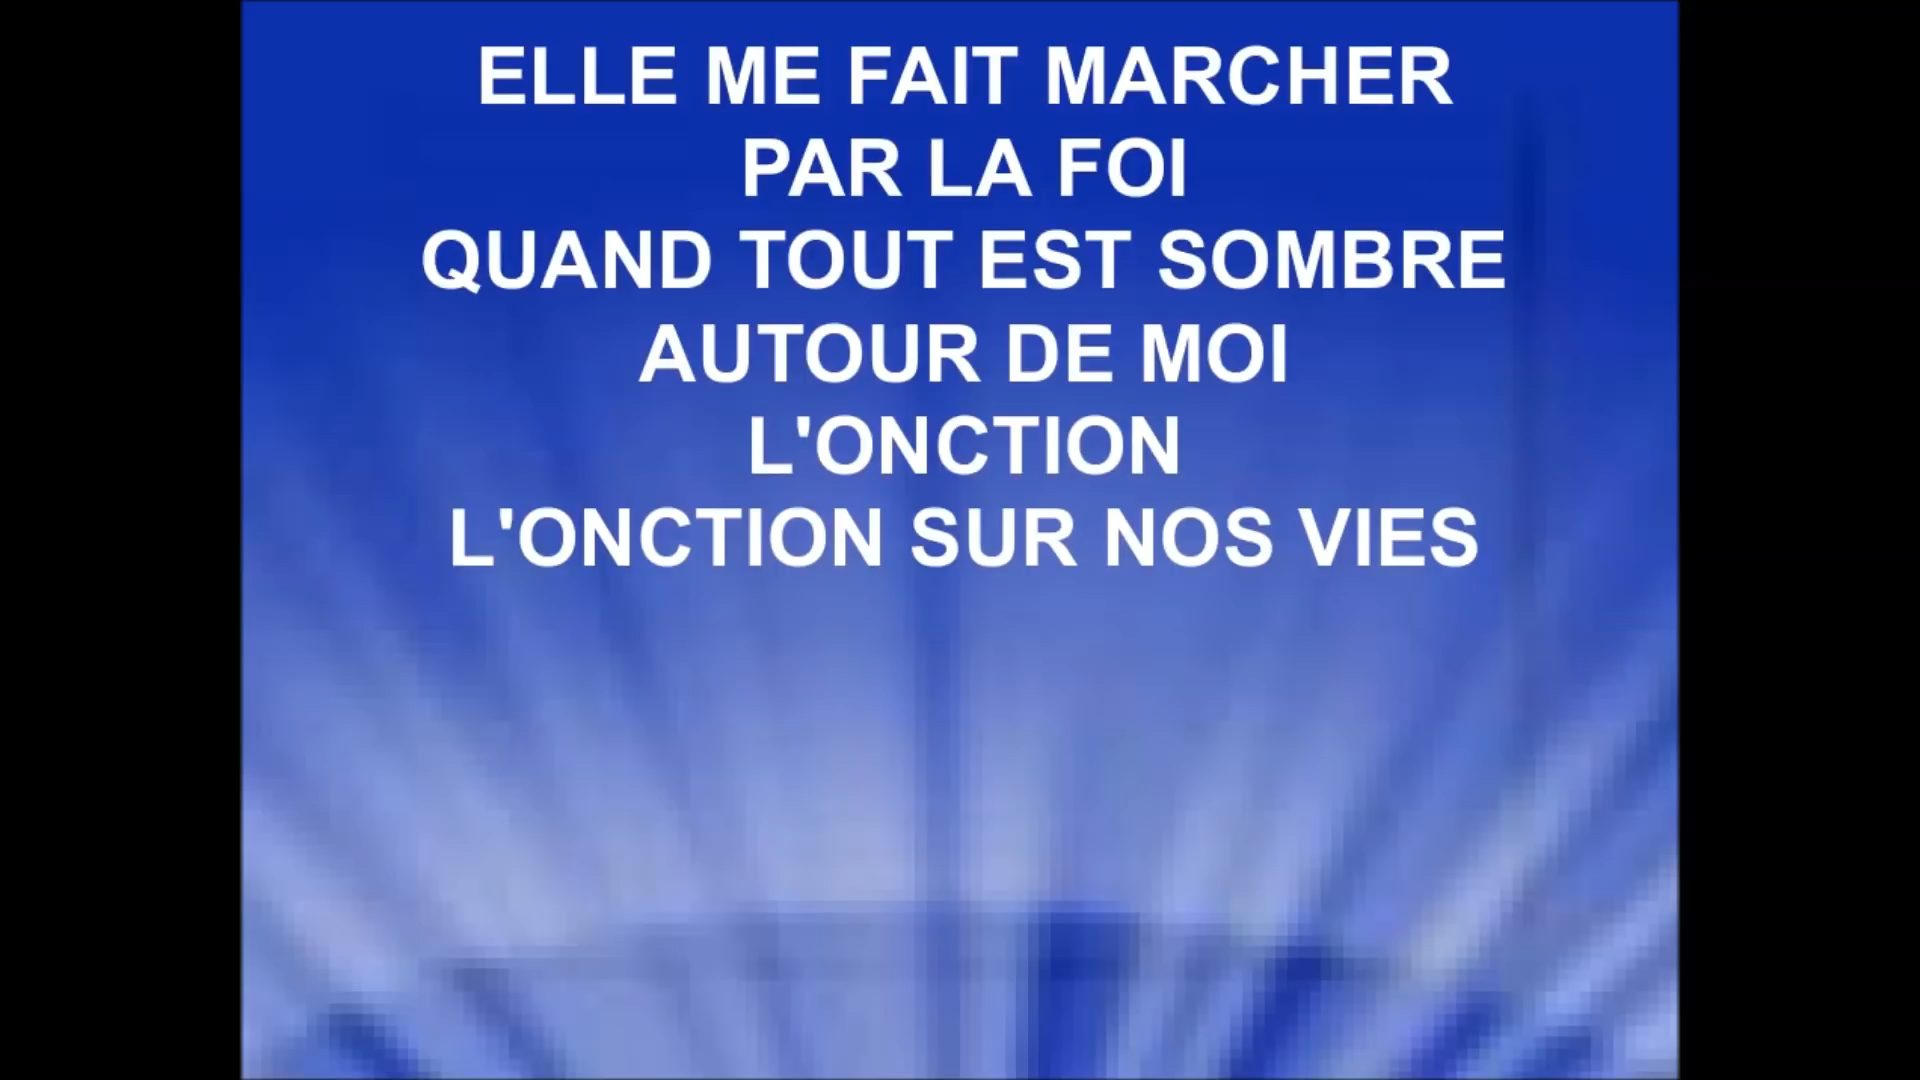 ELLE ME FAIT MARCHER
PAR LA FOI
QUAND TOUT EST SOMBRE
AUTOUR DE MOI
L'ONCTION
L'ONCTION SUR NOS VIES